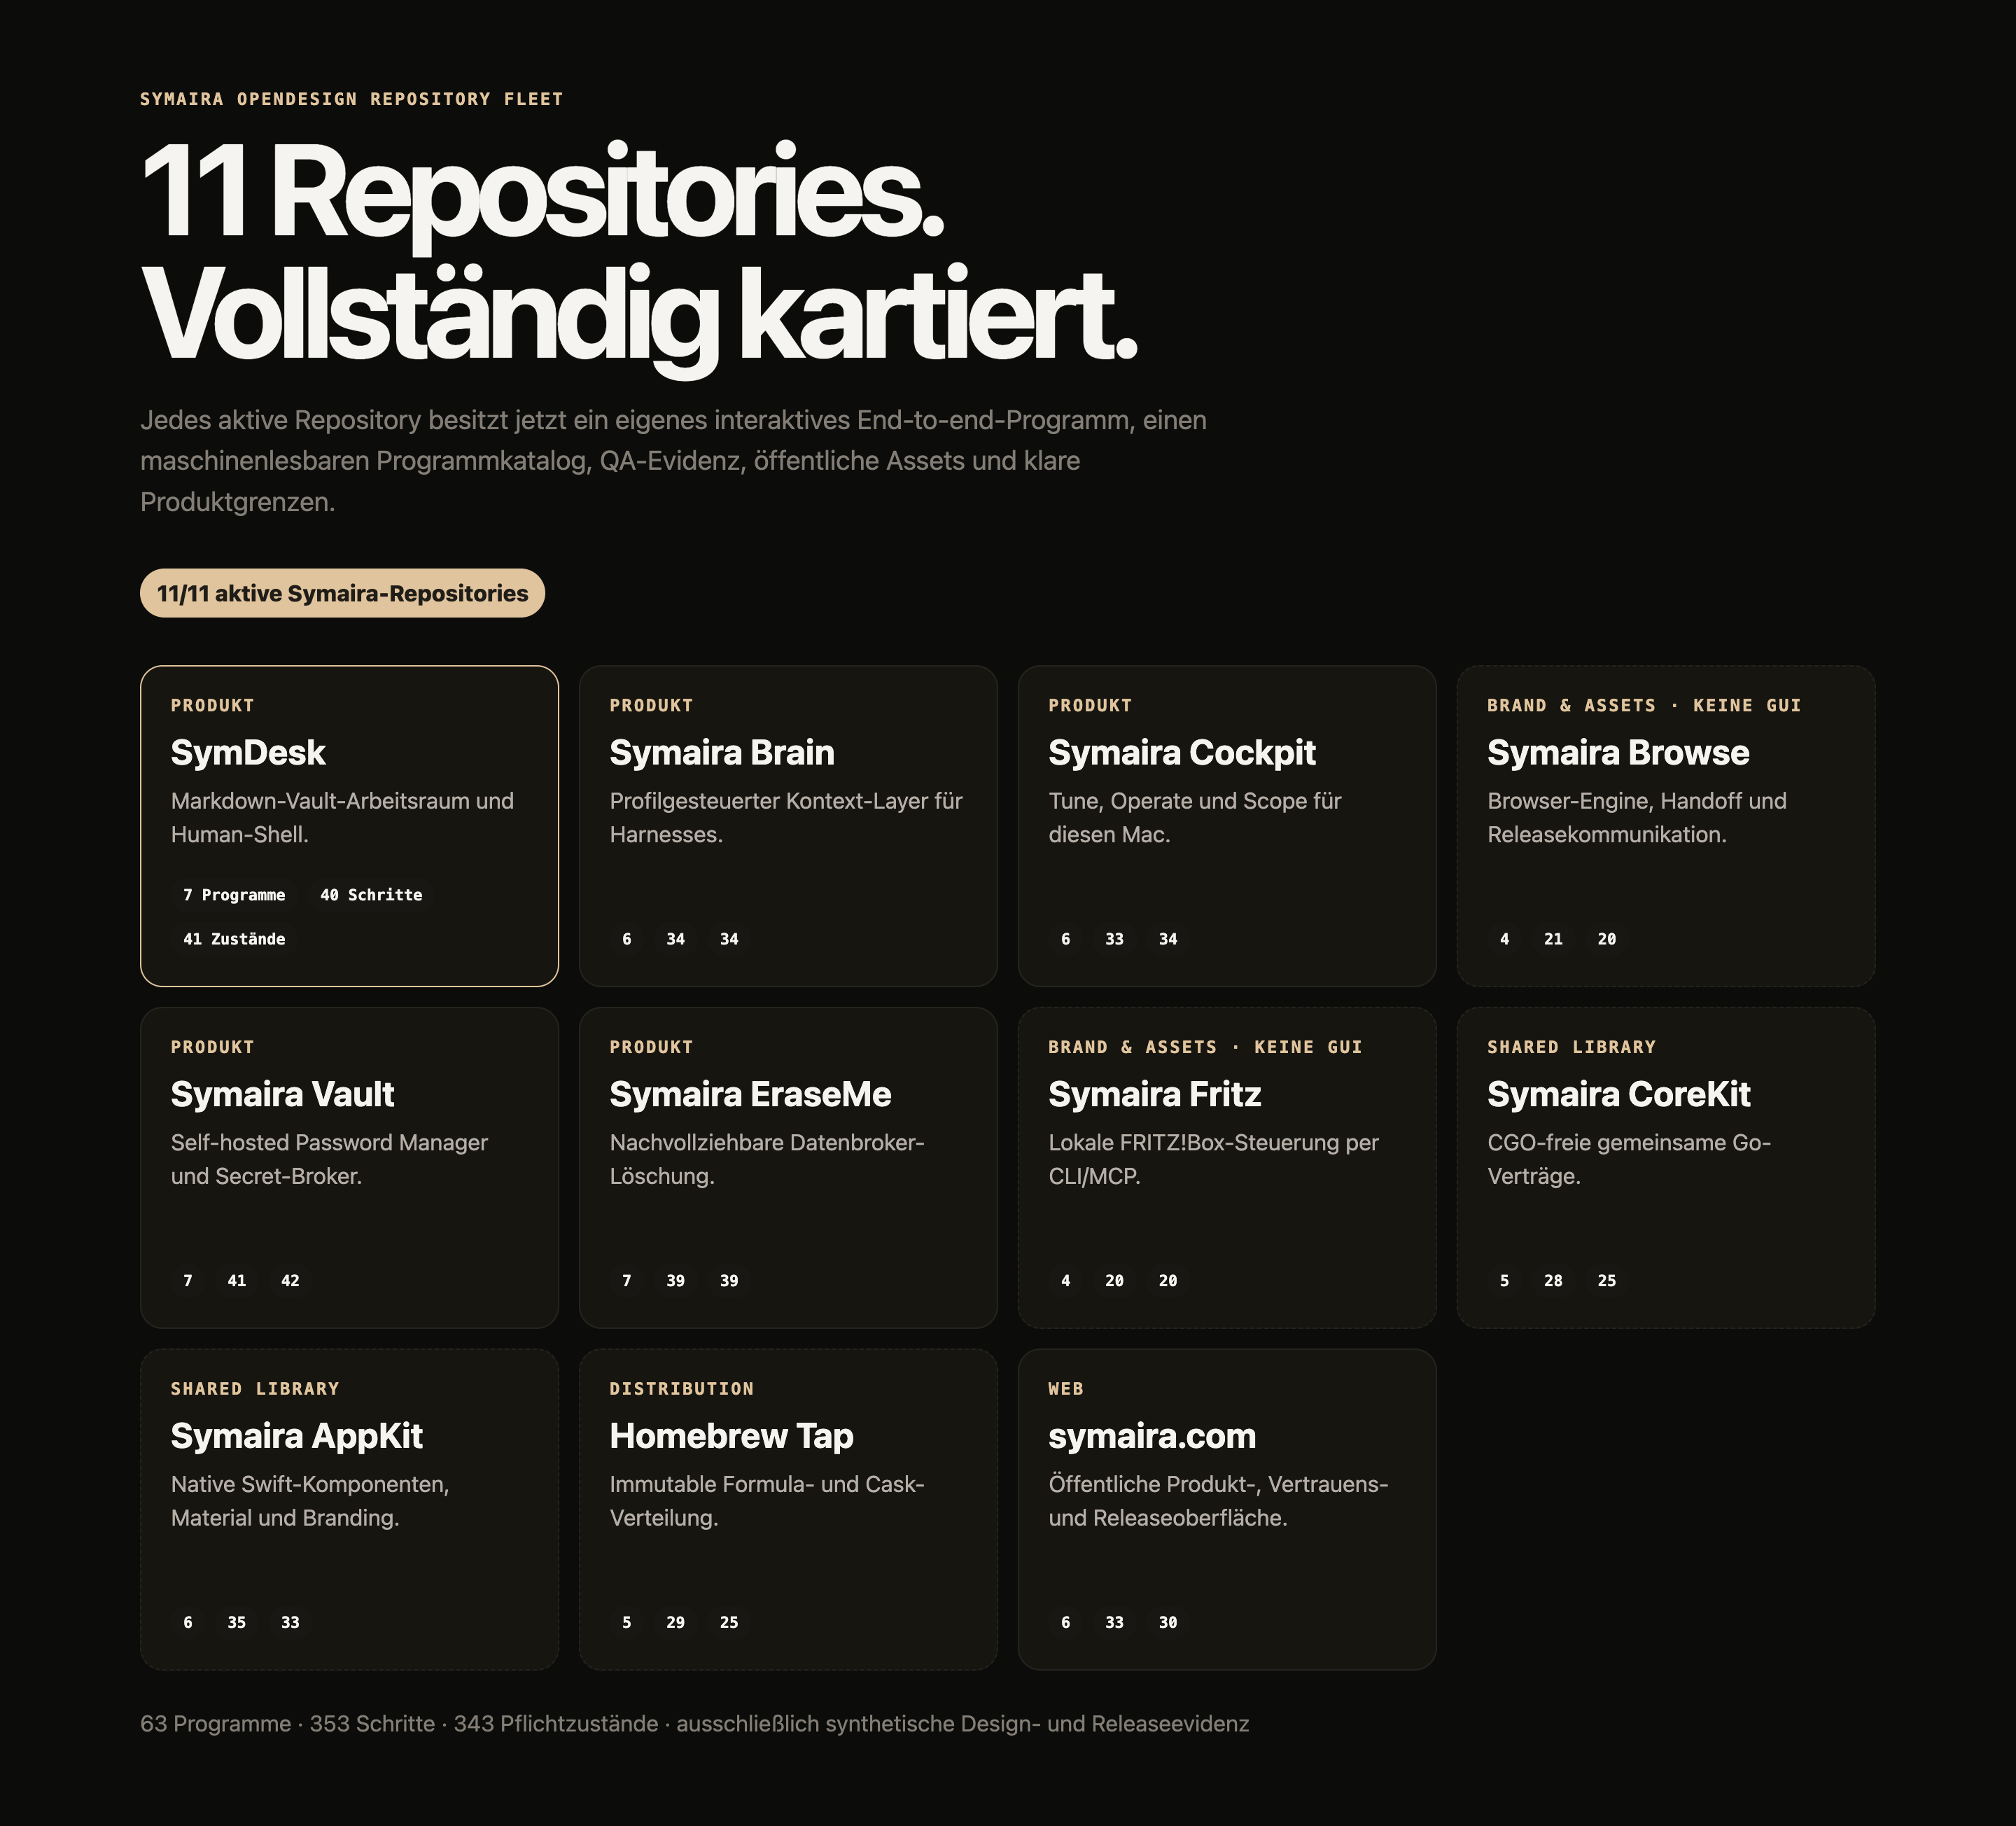 SYMAIRA OPENDESIGN REPOSITORY FLEET
11 Repositories.
Vollständig kartiert.
Jedes aktive Repository besitzt jetzt ein eigenes interaktives End-to-end-Programm, einen
maschinenlesbaren Programmkatalog, QA-Evidenz, öffentliche Assets und klare
Produktgrenzen.
11/11 aktive Symaira-Repositories
PRODUKT
SymDesk
Markdown-Vault-Arbeitsraum und
Human-Shell.
7 Programme 40 Schritte
41 Zustände
PRODUKT
Symaira Brain
Profilgesteuerter Kontext-Layer für
Harnesses.
6 34 34
PRODUKT
Symaira Cockpit
Tune, Operate und Scope für
diesen Mac.
6 33 34
BRAND & ASSETS · KEINE GUI
Symaira Browse
Browser-Engine, Handoff und
Releasekommunikation.
4 21 20
PRODUKT
Symaira Vault
Self-hosted Password Manager
und Secret-Broker.
7 41 42
PRODUKT
Symaira EraseMe
Nachvollziehbare Datenbroker-
Löschung.
7 39 39
BRAND & ASSETS · KEINE GUI
Symaira Fritz
Lokale FRITZ!Box-Steuerung per
CLI/MCP.
4 20 20
SHARED LIBRARY
Symaira CoreKit
CGO-freie gemeinsame Go-
Verträge.
5 28 25
SHARED LIBRARY
Symaira AppKit
Native Swift-Komponenten,
Material und Branding.
6 35 33
DISTRIBUTION
Homebrew Tap
Immutable Formula- und Cask-
Verteilung.
5 29 25
WEB
symaira.com
Öffentliche Produkt-, Vertrauens-
und Releaseoberfläche.
6 33 30
63 Programme · 353 Schritte · 343 Pflichtzustände · ausschließlich synthetische Design- und Releaseevidenz